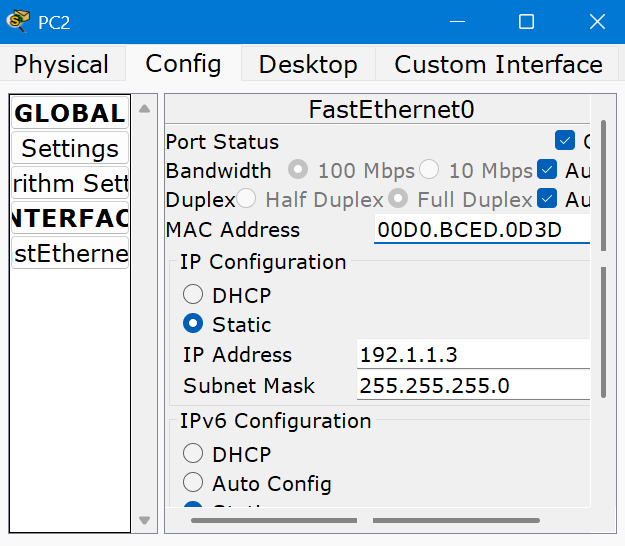 PC2
Physical Config Desktop Custom Interface
GLOBAL
Settings
rithm Sett
NTERFAC
stEtherne
FastEthernet0
Port Status
Bandwidth 100 Mbps 10 Mbps Au
Duplex Half Duplex Full Duplex Au
MAC Address 00D0.BCED.0D3D
IP Configuration
DHCP
Static
IP Address 192.1.1.3
Subnet Mask 255.255.255.0
IPv6 Configuration
DHCP
Auto Config